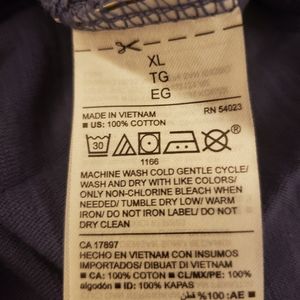 XL
TG
EG
MADE IN VIETNAM RN 54023
■ US: 100% COTTON
30
1166
MACHINE WASH COLD GENTLE CYCLE/
WASH AND DRY WITH LIKE COLORS/
ONLY NON-CHLORINE BLEACH WHEN
NEEDED/ TUMBLE DRY LOW/ WARM
IRON/ DO NOT IRON LABEL/ DO NOT
DRY CLEAN
CA 17897
HECHO EN VIETNAM CON INSUMOS
IMPORTADOS/ DIBUAT DI VIETNAM
■ CA: 100% COTON ■ CL/MX/PE: 100%
algodón ■ ID: 100% KAPAS
■ :AE %100